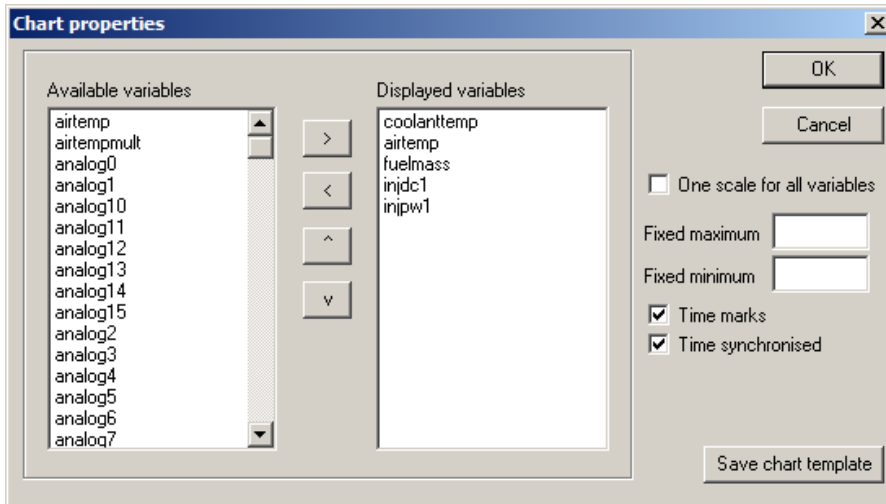 Chart properties
Available variables
airtemp
airtempmult
analog0
analog1
analog10
analog11
analog12
analog13
analog14
analog15
analog2
analog3
analog4
analog5
analog6
analog7
>
<
^
v
Displayed variables
coolanttemp
airtemp
fuelmass
injdc1
injpw1
OK
Cancel
One scale for all variables
Fixed maximum
Fixed minimum
Time marks
Time synchronised
Save chart template